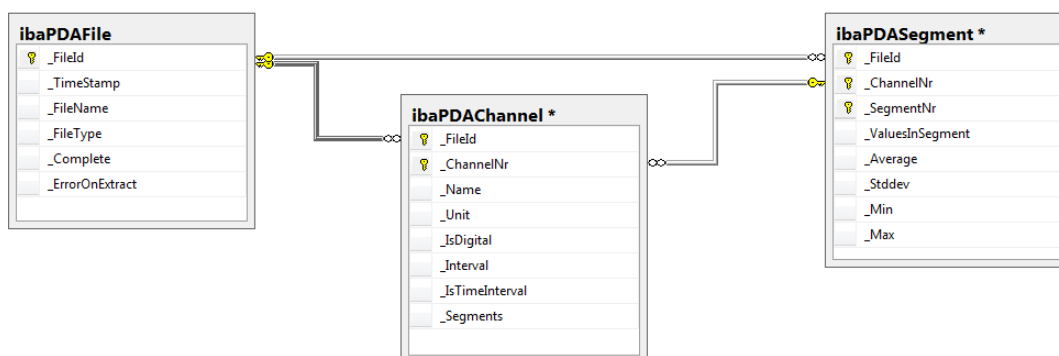 ibaPDAFile
_FileId
_TimeStamp
_FileName
_FileType
_Complete
_ErrorOnExtract
ibaPDAChannel *
_FileId
_ChannelNr
_Name
_Unit
_IsDigital
_Interval
_IsTimeInterval
_Segments
ibaPDASegment *
_FileId
_ChannelNr
_SegmentNr
_ValuesInSegment
_Average
_Stddev
_Min
_Max